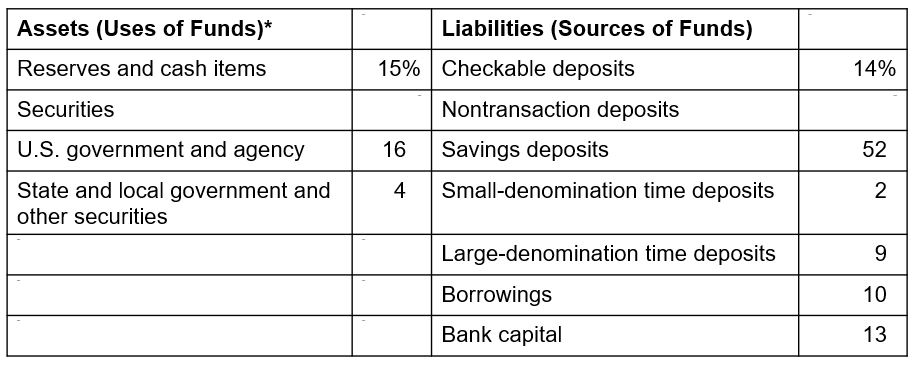 Assets (Uses of Funds)* Liabilities (Sources of Funds)
Reserves and cash items 15% Checkable deposits 14%
Securities Nontransaction deposits
U.S. government and agency 16 Savings deposits 52
State and local government and 4 Small-denomination time deposits 2
other securities
Large-denomination time deposits 9
Borrowings 10
Bank capital 13